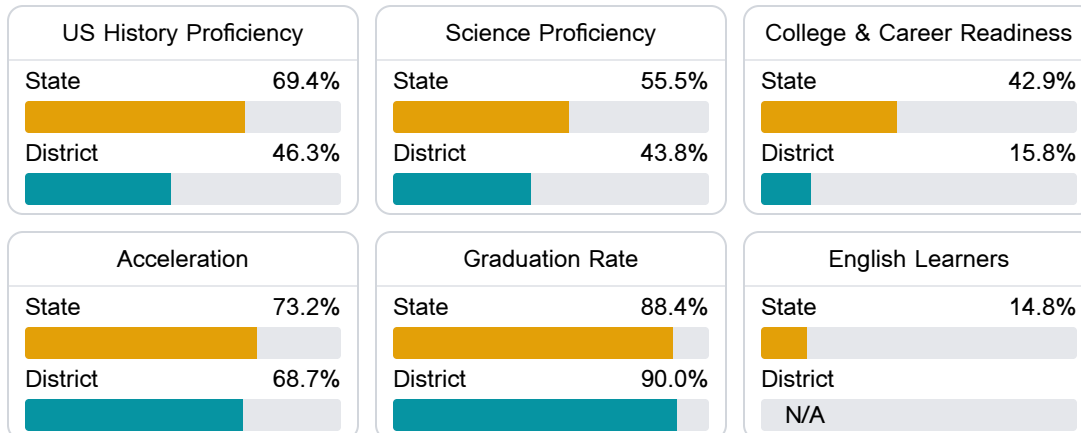 US History Proficiency
State 69.4%
District 46.3%
Science Proficiency
State 55.5%
District 43.8%
College & Career Readiness
State 42.9%
District 15.8%
Acceleration
State 73.2%
District 68.7%
Graduation Rate
State 88.4%
District 90.0%
English Learners
State 14.8%
District
N/A